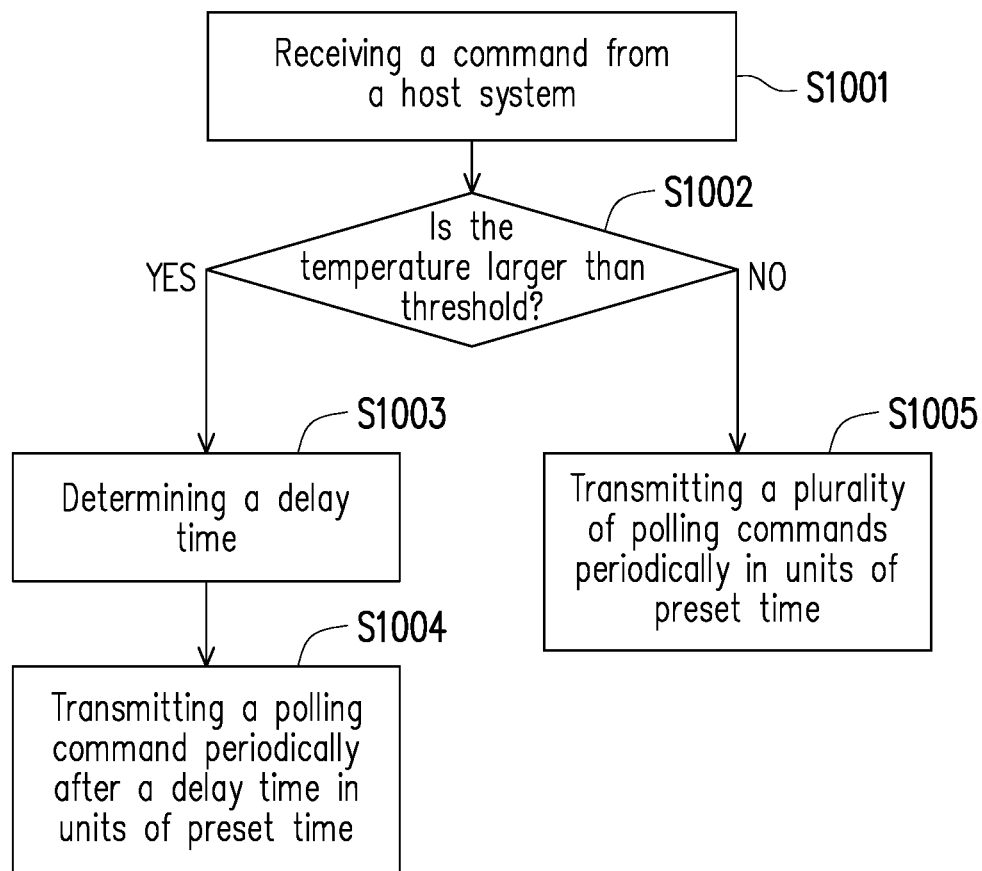 Receiving a command from
a host system
S1001
S1002
Is the
temperature larger than
threshold?
YES
NO
S1003
Determining a delay
time
S1005
Transmitting a plurality
of polling commands
periodically in units of
preset time
S1004
Transmitting a polling
command periodically
after a delay time in
units of preset time